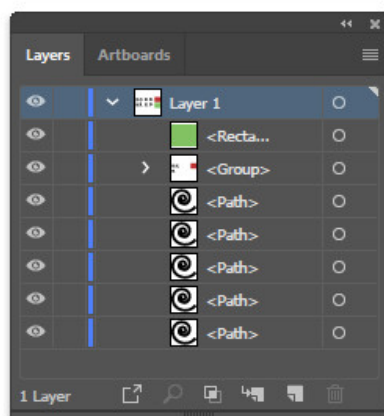 Layers Artboards
Layer 1
<Recta...
<Group>
<Path>
<Path>
<Path>
<Path>
<Path>
1 Layer